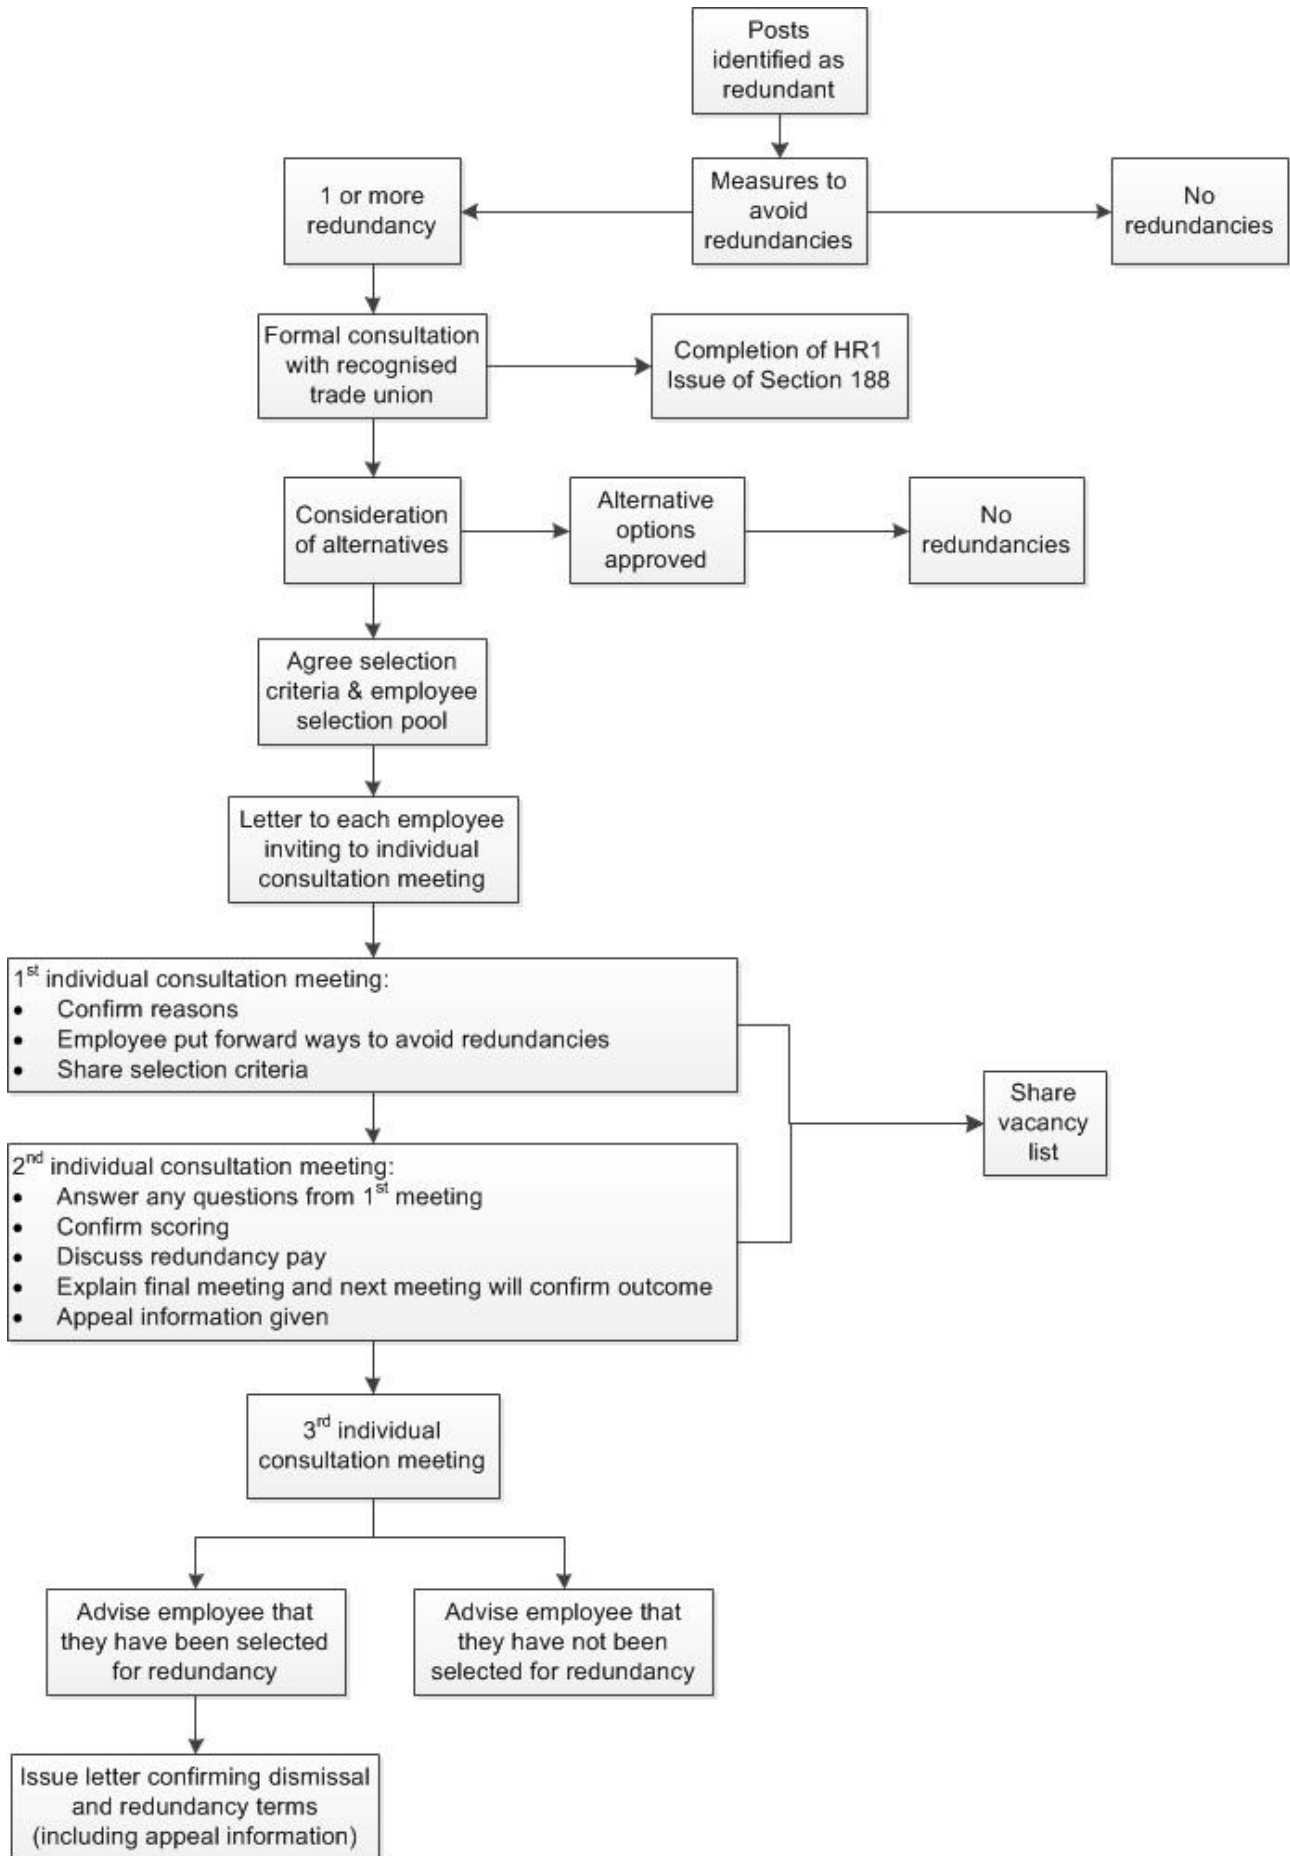 Posts
identified as
redundant
1 or more
redundancy
Measures to
avoid
redundancies
No
redundancies
Formal consultation
with recognised
trade union
Completion of HR1
Issue of Section 188
Consideration
of alternatives
Alternative
options
approved
No
redundancies
Agree selection
criteria & employee
selection pool
Letter to each employee
inviting to individual
consultation meeting
1st individual consultation meeting:
• Confirm reasons
• Employee put forward ways to avoid redundancies
• Share selection criteria
Share
vacancy
list
2nd individual consultation meeting:
• Answer any questions from 1st meeting
• Confirm scoring
• Discuss redundancy pay
• Explain final meeting and next meeting will confirm outcome
• Appeal information given
3rd individual
consultation meeting
Advise employee that
they have been selected
for redundancy
Advise employee that
they have not been
selected for redundancy
Issue letter confirming dismissal
and redundancy terms
(including appeal information)